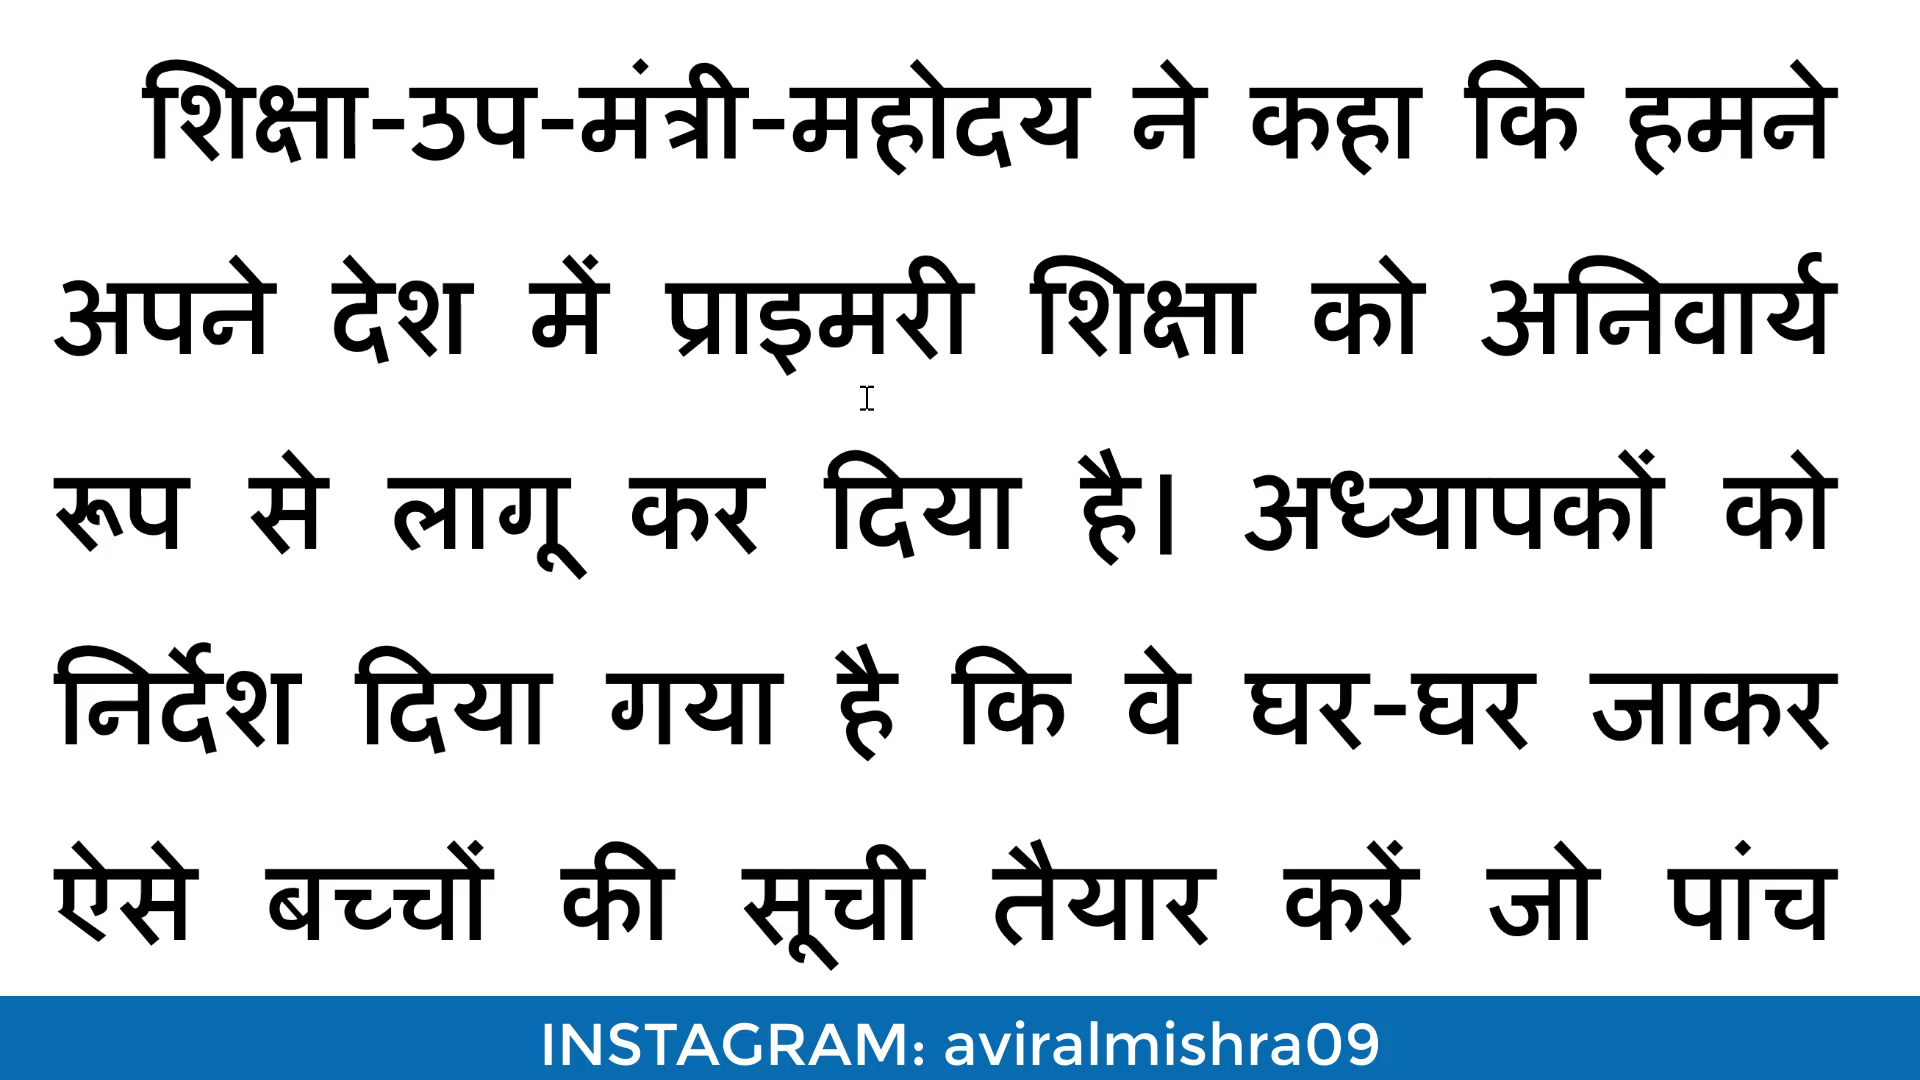 शिक्षा-उप-मंत्री-महोदय ने कहा कि हमने
अपने देश में प्राइमरी शिक्षा को अनिवार्य
रूप से लागू कर दिया है। अध्यापकों को
निर्देश दिया गया है कि वे घर-घर जाकर
ऐसे बच्चों की सूची तैयार करें जो पांच
INSTAGRAM: aviralmishra09